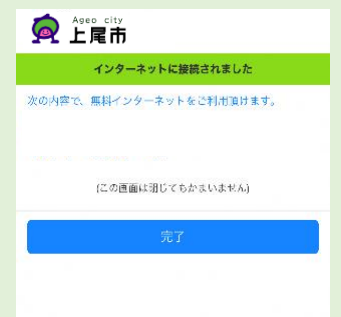 Ageo city
上尾市
インターネットに接続されました
次の内容で、無料インターネットをご利用頂けます。
(この画面は閉じてもかまいません)
完了